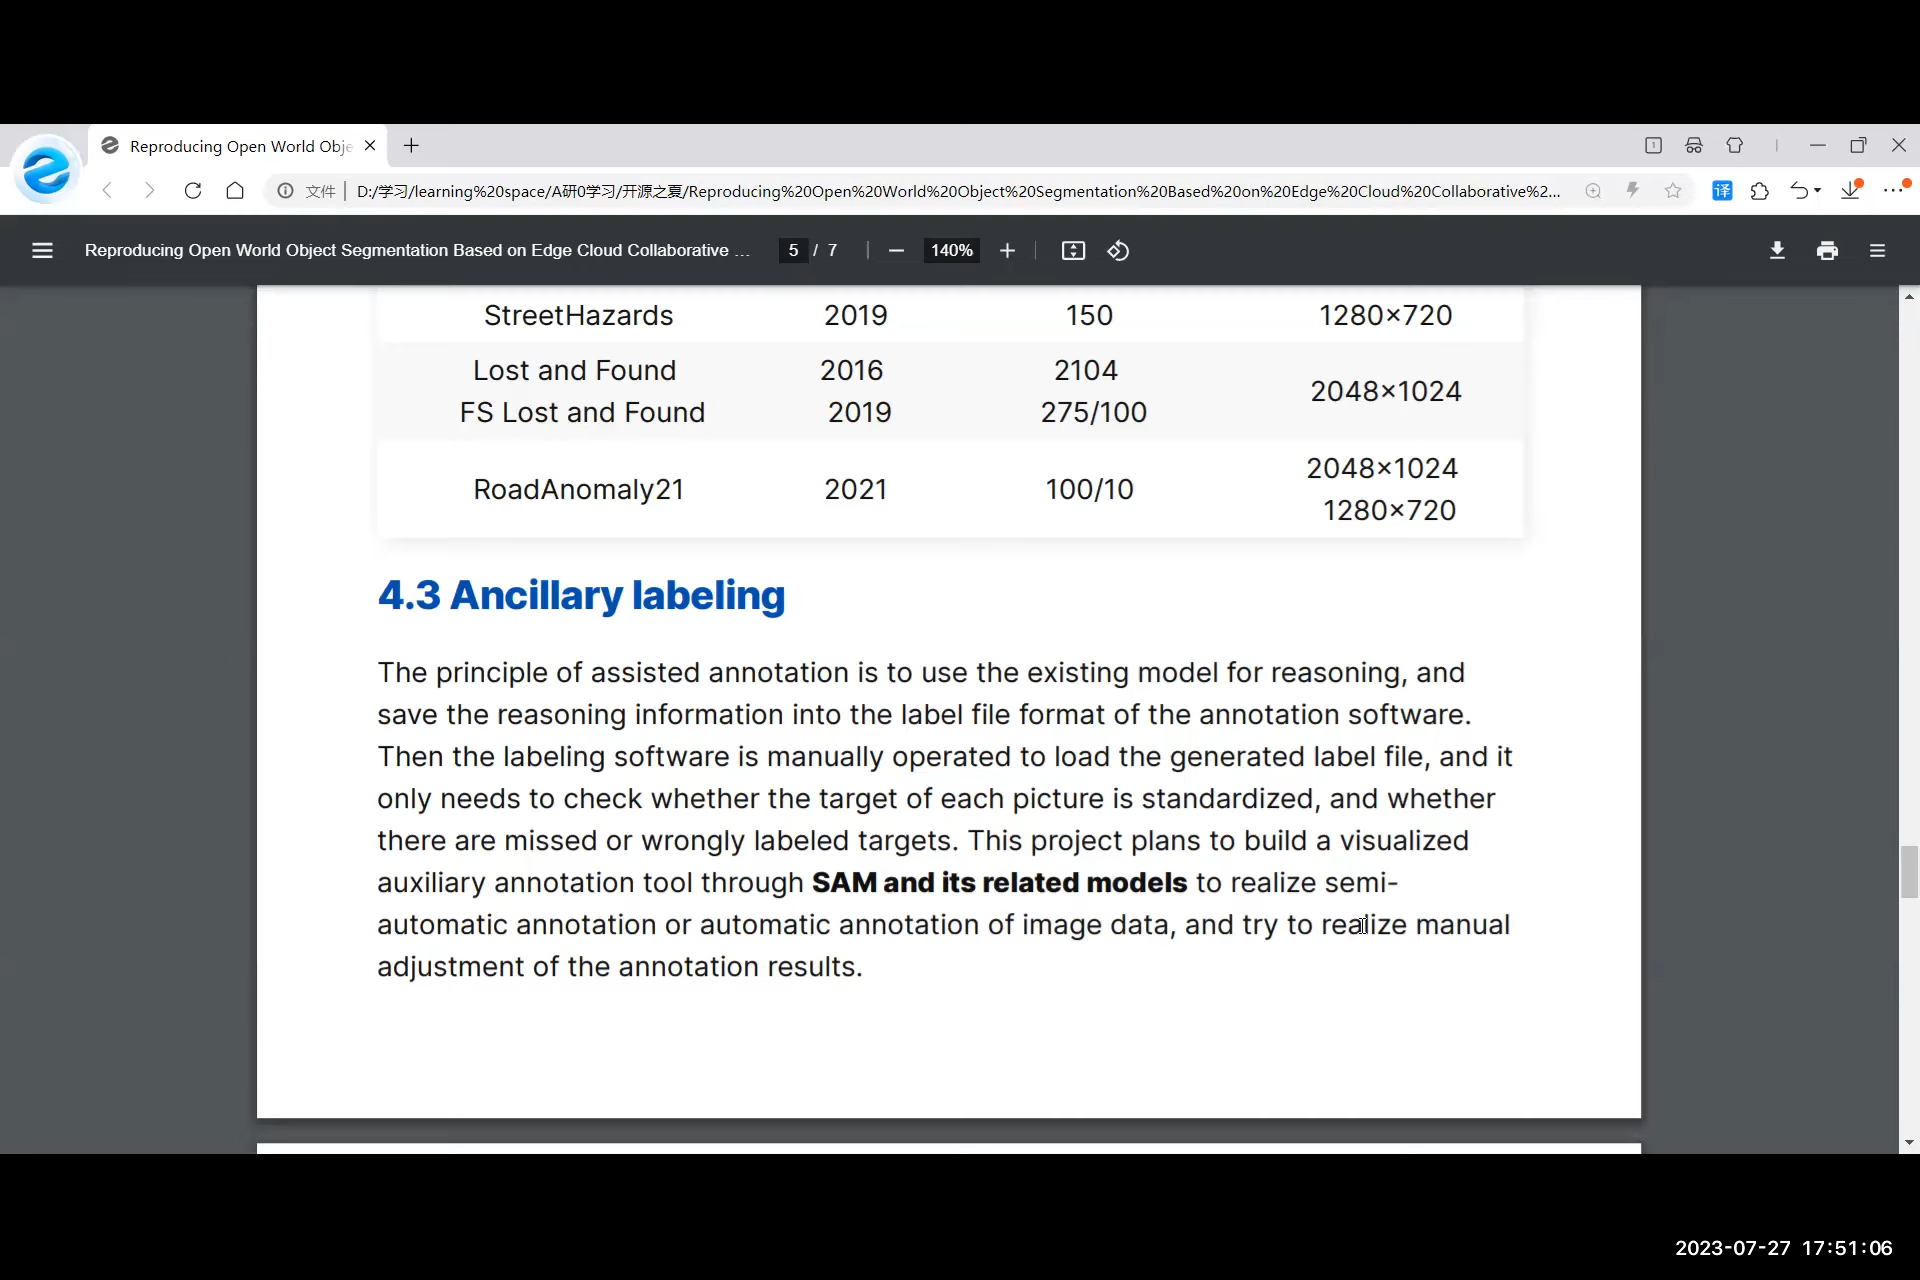 Reproducing Open World Obje
文件
D:/学习/learning%20space/A研0学习/开源之夏/Reproducing%20Open%20World%20Object%20Segmentation%20Based%20on%20Edge%20Cloud%20Collaborative%2...
译
Reproducing Open World Object Segmentation Based on Edge Cloud Collaborative ...
5 / 7
140%
StreetHazards 2019 150 1280×720
Lost and Found 2016 2104
2048×1024
FS Lost and Found 2019 275/100
2048×1024
RoadAnomaly21 2021 100/10
1280×720
4.3 Ancillary labeling
The principle of assisted annotation is to use the existing model for reasoning, and
save the reasoning information into the label file format of the annotation software.
Then the labeling software is manually operated to load the generated label file, and it
only needs to check whether the target of each picture is standardized, and whether
there are missed or wrongly labeled targets. This project plans to build a visualized
auxiliary annotation tool through SAM and its related models to realize semi-
automatic annotation or automatic annotation of image data, and try to realize manual
adjustment of the annotation results.
2023-07-27 17:51:06